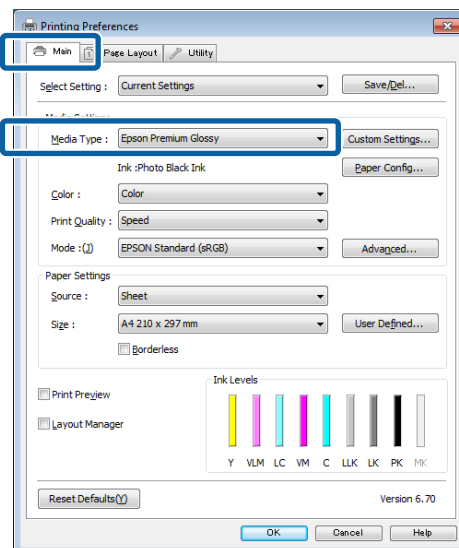 Printing Preferences
Main Page Layout Utility
Select Setting : Current Settings Save/Del...
Media Settings
Media Type : Epson Premium Glossy Custom Settings...
Ink :Photo Black Ink Paper Config...
Color : Color
Print Quality : Speed
Mode :(J) EPSON Standard (sRGB) Advanced...
Paper Settings
Source : Sheet
Size : A4 210 x 297 mm User Defined...
Borderless
Ink Levels
Print Preview
Layout Manager
Y VLM LC VM C LLK LK PK MK
Reset Defaults(Y) Version 6.70
OK Cancel Help